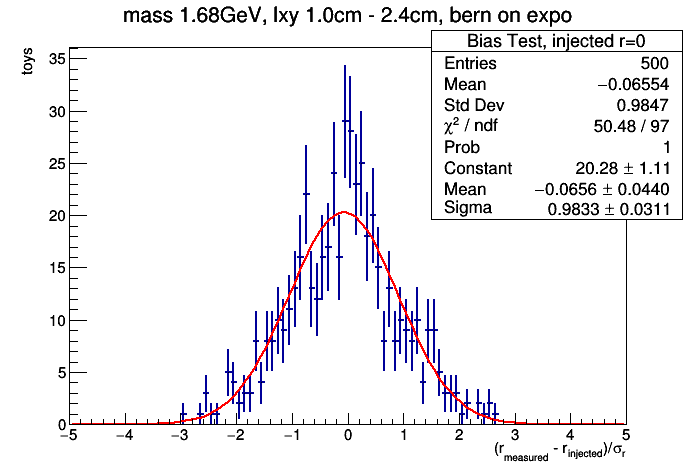 mass 1.68GeV, lxy 1.0cm - 2.4cm, bern on expo
toys
Bias Test, injected r=0
Entries 500
Mean −0.06554
Std Dev 0.9847
χ² / ndf 50.48 / 97
Prob 1
Constant 20.28 ± 1.11
Mean −0.0656 ± 0.0440
Sigma 0.9833 ± 0.0311
35
30
25
20
15
10
5
0
−5 −4 −3 −2 −1 0 1 2 3 4 5
(r_measured - r_injected)/σ_r